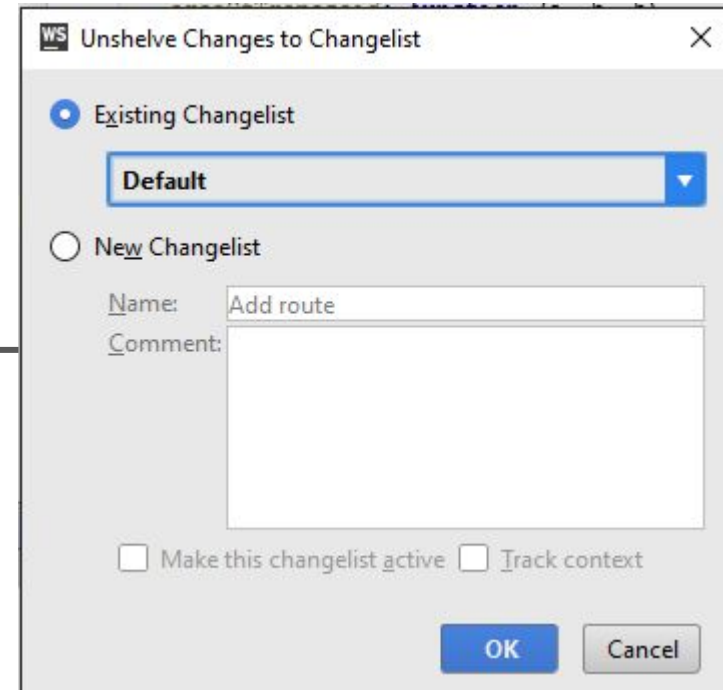 WS Unshelve Changes to Changelist
Existing Changelist
Default
New Changelist
Name: Add route
Comment:
Make this changelist active Track context
OK Cancel